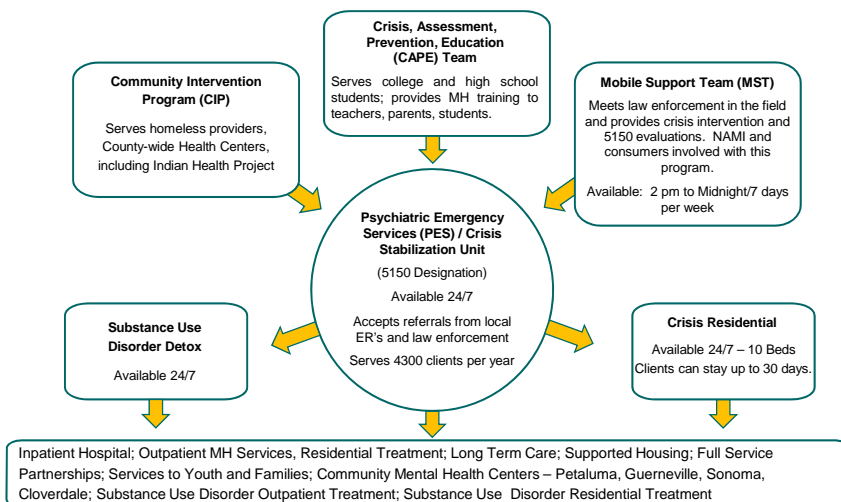 Crisis, Assessment,
Prevention, Education
(CAPE) Team
Serves college and high school
students; provides MH training to
teachers, parents, students.
Community Intervention
Program (CIP)
Serves homeless providers,
County-wide Health Centers,
including Indian Health Project
Mobile Support Team (MST)
Meets law enforcement in the field
and provides crisis intervention and
5150 evaluations.  NAMI and
consumers involved with this
program.
Available:  2 pm to Midnight/7 days
per week
Psychiatric Emergency
Services (PES) / Crisis
Stabilization Unit
(5150 Designation)
Available 24/7
Accepts referrals from local
ER's and law enforcement
Serves 4300 clients per year
Substance Use
Disorder Detox
Available 24/7
Crisis Residential
Available 24/7 – 10 Beds
Clients can stay up to 30 days.
Inpatient Hospital; Outpatient MH Services, Residential Treatment; Long Term Care; Supported Housing; Full Service
Partnerships; Services to Youth and Families; Community Mental Health Centers – Petaluma, Guerneville, Sonoma,
Cloverdale; Substance Use Disorder Outpatient Treatment; Substance Use  Disorder Residential Treatment